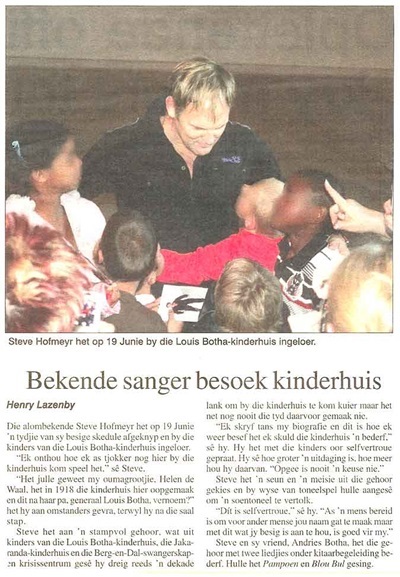 Steve Hofmeyr het op 19 Junie by die Louis Botha-kinderhuis ingeloer.
Bekende sanger besoek kinderhuis
Henry Lazenby
Die alombekende Steve Hofmeyr het op 19 Junie
'n tydjie van sy besige skedule afgeknyp en by die
kinders van die Louis Botha-kinderhuis ingeloer.
"Ek onthou hoe ek as tjokker nog hier by die
kinderhuis kom speel het," sê Steve.
"Het julle geweet my oumagrootjie, Helen de
Waal, het in 1918 die kinderhuis hier oopgemaak
en dit na haar pa, generaal Louis Botha, vernoem?"
het hy aan omstanders gevra, terwyl hy na die saal
stap.
Steve het aan 'n stampvol gehoor, wat uit
kinders van die Louis Botha-kinderhuis, die Jaka-
randa-kinderhuis en die Berg-en-Dal-swangerskap-
en krisissentrum gesê hy dreig reeds 'n dekade
lank om by die kinderhuis te kom kuier maar het
net nog nooit die tyd daarvoor gemaak nie.
"Ek skryf tans my biografie en dit is hoe ek
weer besef het ek skuld die kinderhuis 'n bederf,"
sê hy. Hy het met die kinders oor selfvertroue
gepraat. Hy sê hoe groter 'n uitdaging is, hoe meer
hou hy daarvan. "Opgee is nooit 'n keuse nie."
Steve het 'n seun en 'n meisie uit die gehoor
gekies en by wyse van toneelspel hulle aangesê
om 'n soentoneel te vertolk.
"Dít is selfvertroue," sê hy. "As 'n mens bereid
is om voor ander mense jou naam gat te maak maar
met dit wat jy besig is aan te hou, is goed vir my."
Steve en sy vriend, Andries Botha, het die ge-
hoor met twee liedjies onder kitaarbegeleiding be-
derf. Hulle het Pampoen en Blou Bul gesing.